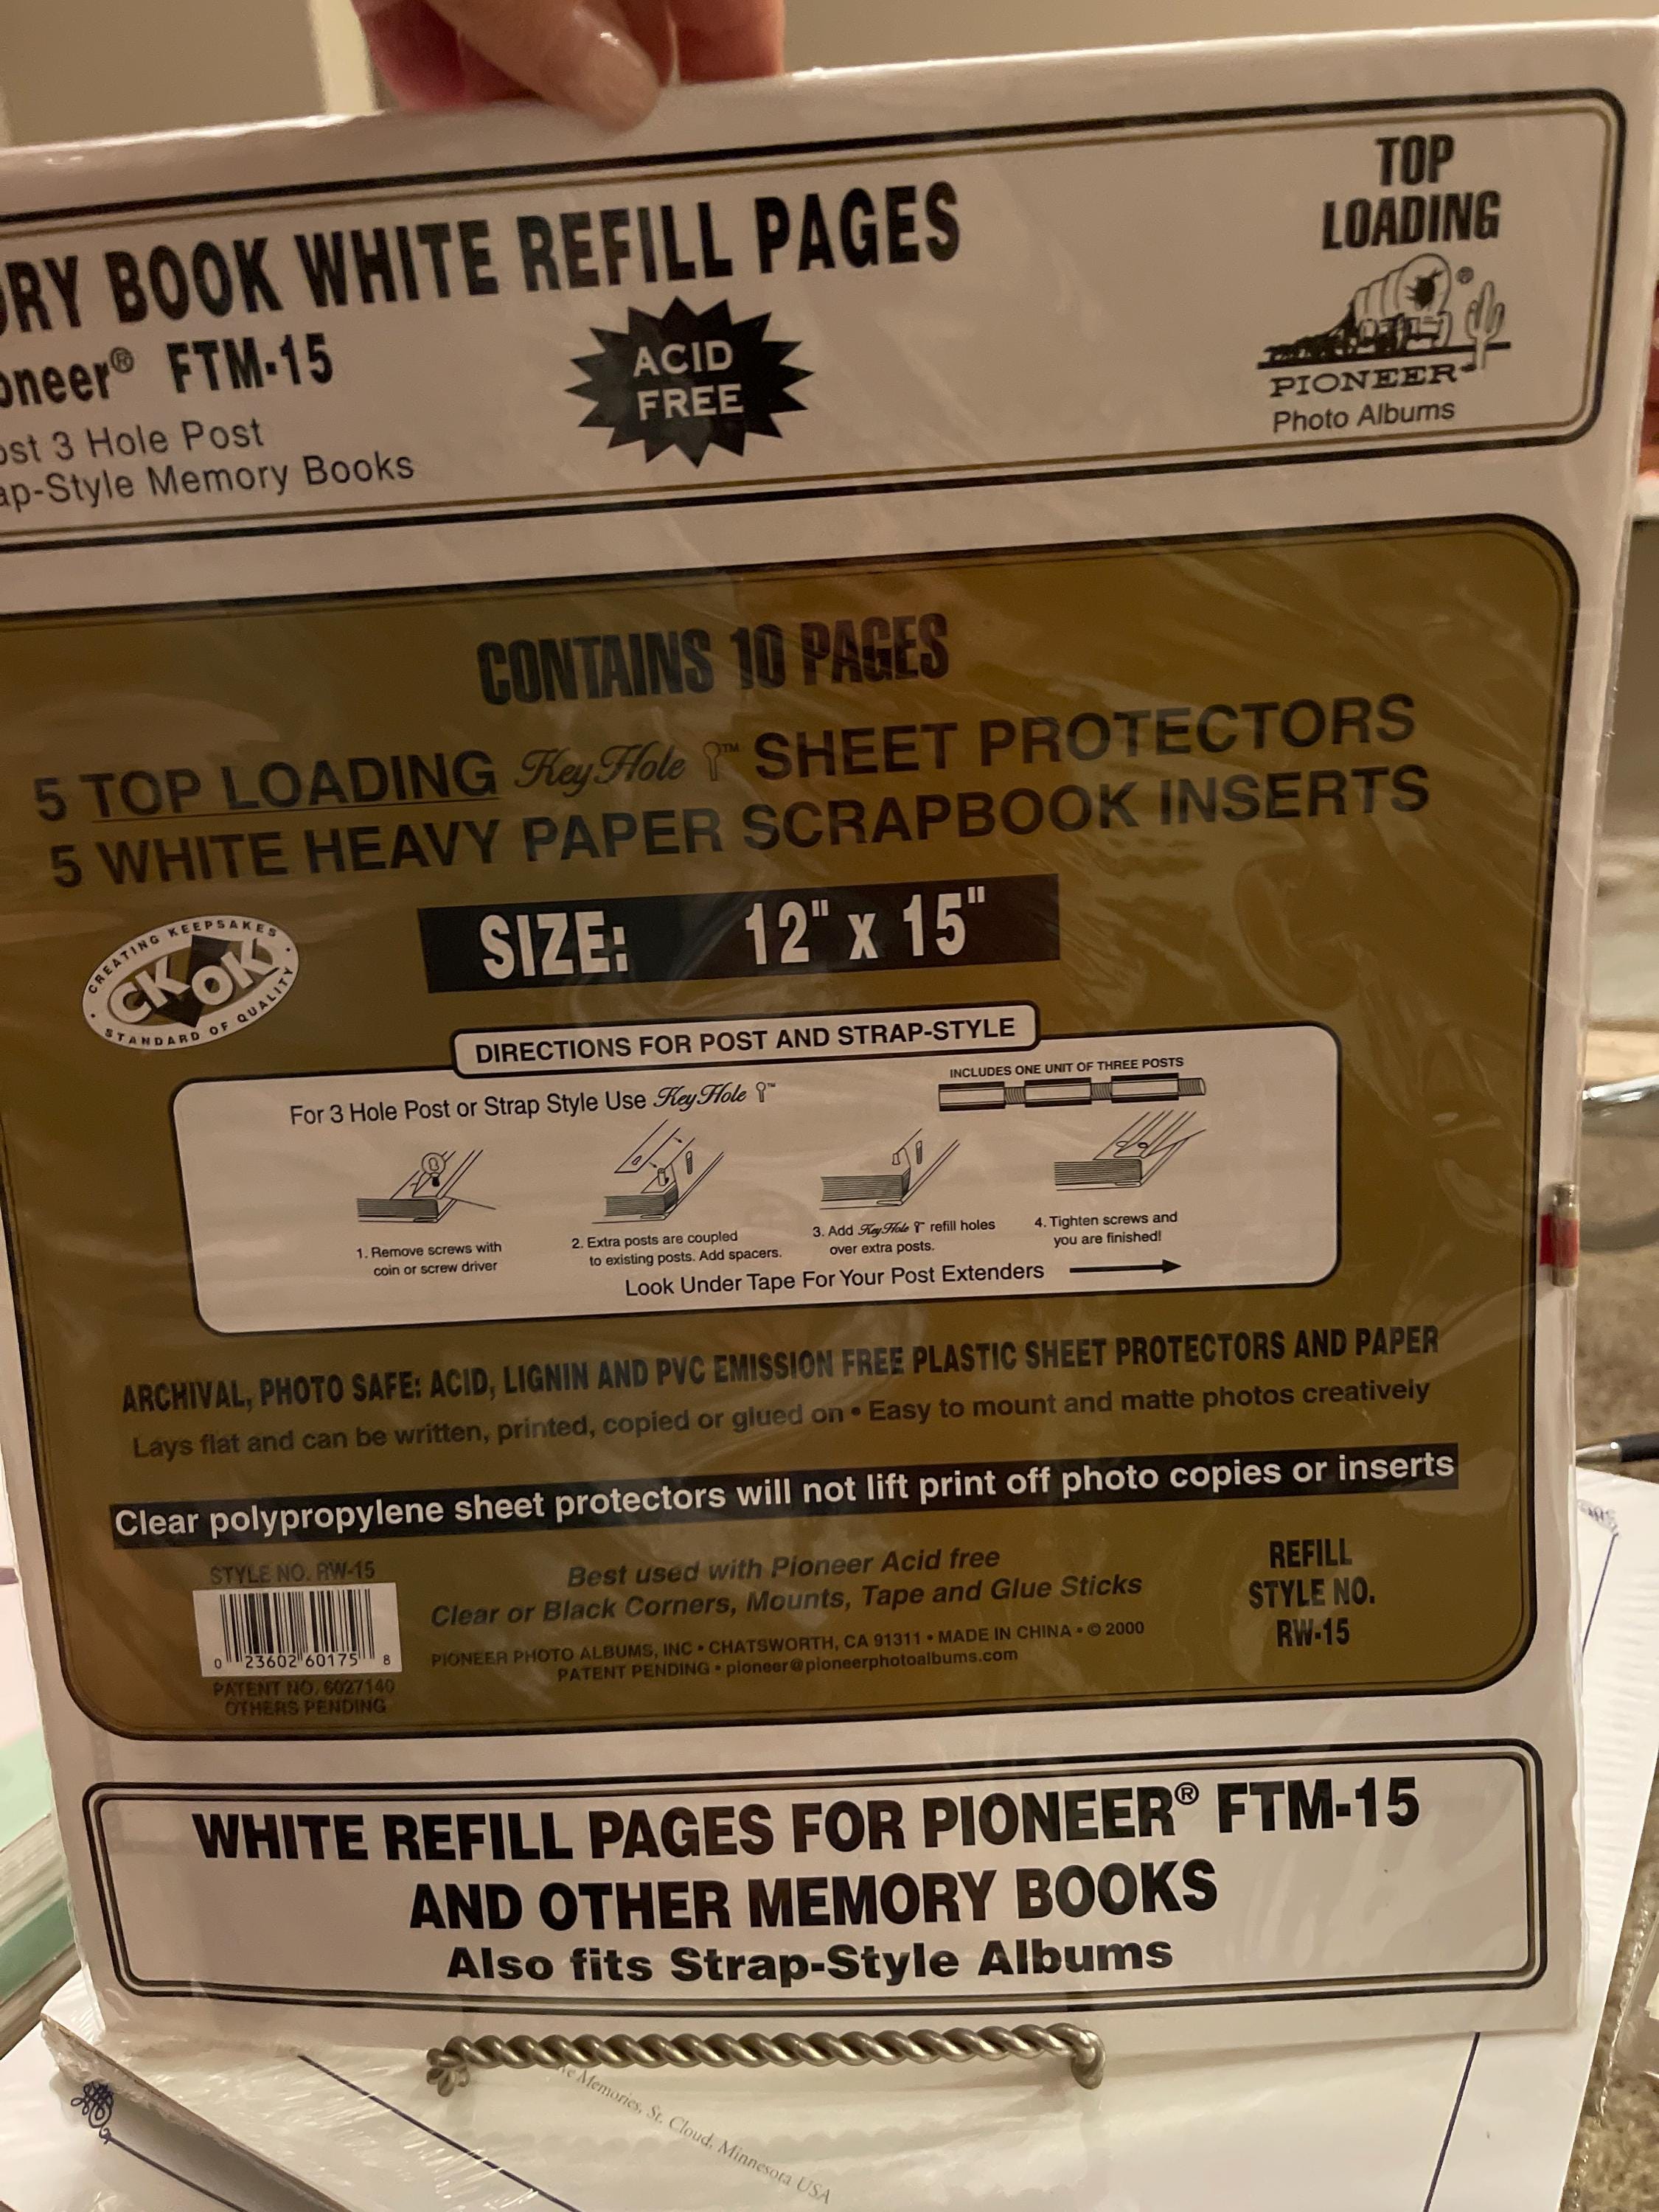 BOOK WHITE REFILL PAGES
FTM-15
3 Hole Post
Memory Books
ACID
FREE
TOP
LOADING
®
PIONEER
Photo Albums
CONTAINS 10 PAGES
5 TOP LOADING KeyHole ™ SHEET PROTECTORS
5 WHITE HEAVY PAPER SCRAPBOOK INSERTS
SIZE: 12" x 15"
CREATING KEEPSAKES
CK OK
STANDARD OF QUALITY
DIRECTIONS FOR POST AND STRAP-STYLE
For 3 Hole Post or Strap Style Use KeyHole ™
INCLUDES ONE UNIT OF THREE POSTS
1. Remove screws with
coin or screw driver
2. Extra posts are coupled
to existing posts. Add spacers.
3. Add KeyHole refill holes
over extra posts.
4. Tighten screws and
you are finished!
Look Under Tape For Your Post Extenders
ARCHIVAL, PHOTO SAFE: ACID, LIGNIN AND PVC EMISSION FREE PLASTIC SHEET PROTECTORS AND PAPER
Lays flat and can be written, printed, copied or glued on • Easy to mount and matte photos creatively
Clear polypropylene sheet protectors will not lift print off photo copies or inserts
STYLE NO. RW-15
0 23602 60175 8
PATENT NO. 6027140
OTHERS PENDING
Best used with Pioneer Acid free
Clear or Black Corners, Mounts, Tape and Glue Sticks
PIONEER PHOTO ALBUMS, INC • CHATSWORTH, CA 91311 • MADE IN CHINA • © 2000
PATENT PENDING • pioneer@pioneerphotoalbums.com
REFILL
STYLE NO.
RW-15
WHITE REFILL PAGES FOR PIONEER® FTM-15
AND OTHER MEMORY BOOKS
Also fits Strap-Style Albums
Memories, St. Cloud, Minnesota USA